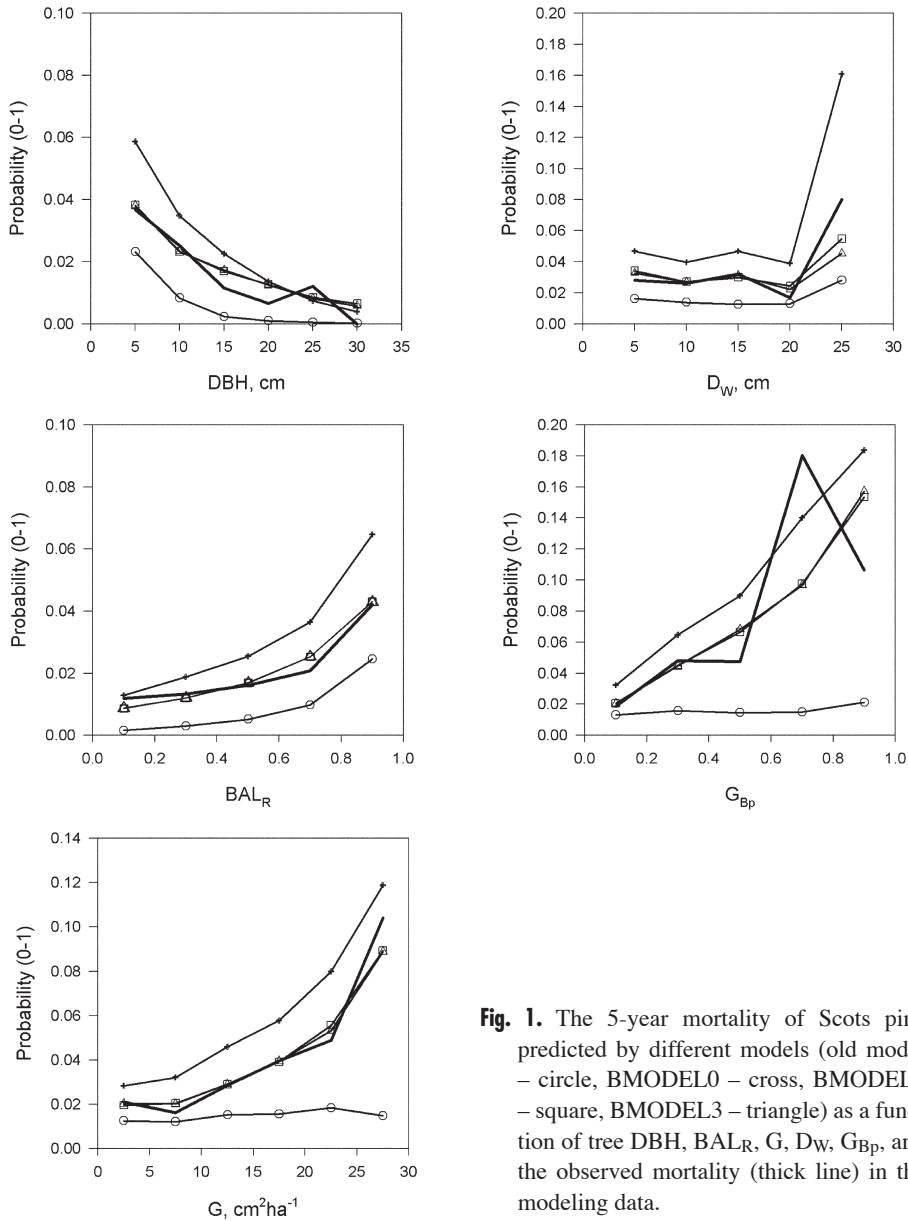 0.10
0.08
0.06
0.04
0.02
0.00
Probability (0-1)
0 5 10 15 20 25 30 35
DBH, cm
0.20
0.18
0.16
0.14
0.12
0.10
0.08
0.06
0.04
0.02
0.00
Probability (0-1)
0 5 10 15 20 25 30
D_W, cm
0.10
0.08
0.06
0.04
0.02
0.00
Probability (0-1)
0.0 0.2 0.4 0.6 0.8 1.0
BAL_R
0.20
0.18
0.16
0.14
0.12
0.10
0.08
0.06
0.04
0.02
0.00
Probability (0-1)
0.0 0.2 0.4 0.6 0.8 1.0
G_Bp
0.14
0.12
0.10
0.08
0.06
0.04
0.02
0.00
Probability (0-1)
0 5 10 15 20 25 30
G, cm²ha⁻¹
Fig. 1. The 5-year mortality of Scots pin
predicted by different models (old mode
– circle, BMODEL0 – cross, BMODEL
– square, BMODEL3 – triangle) as a func
tion of tree DBH, BAL_R, G, D_W, G_Bp, an
the observed mortality (thick line) in th
modeling data.